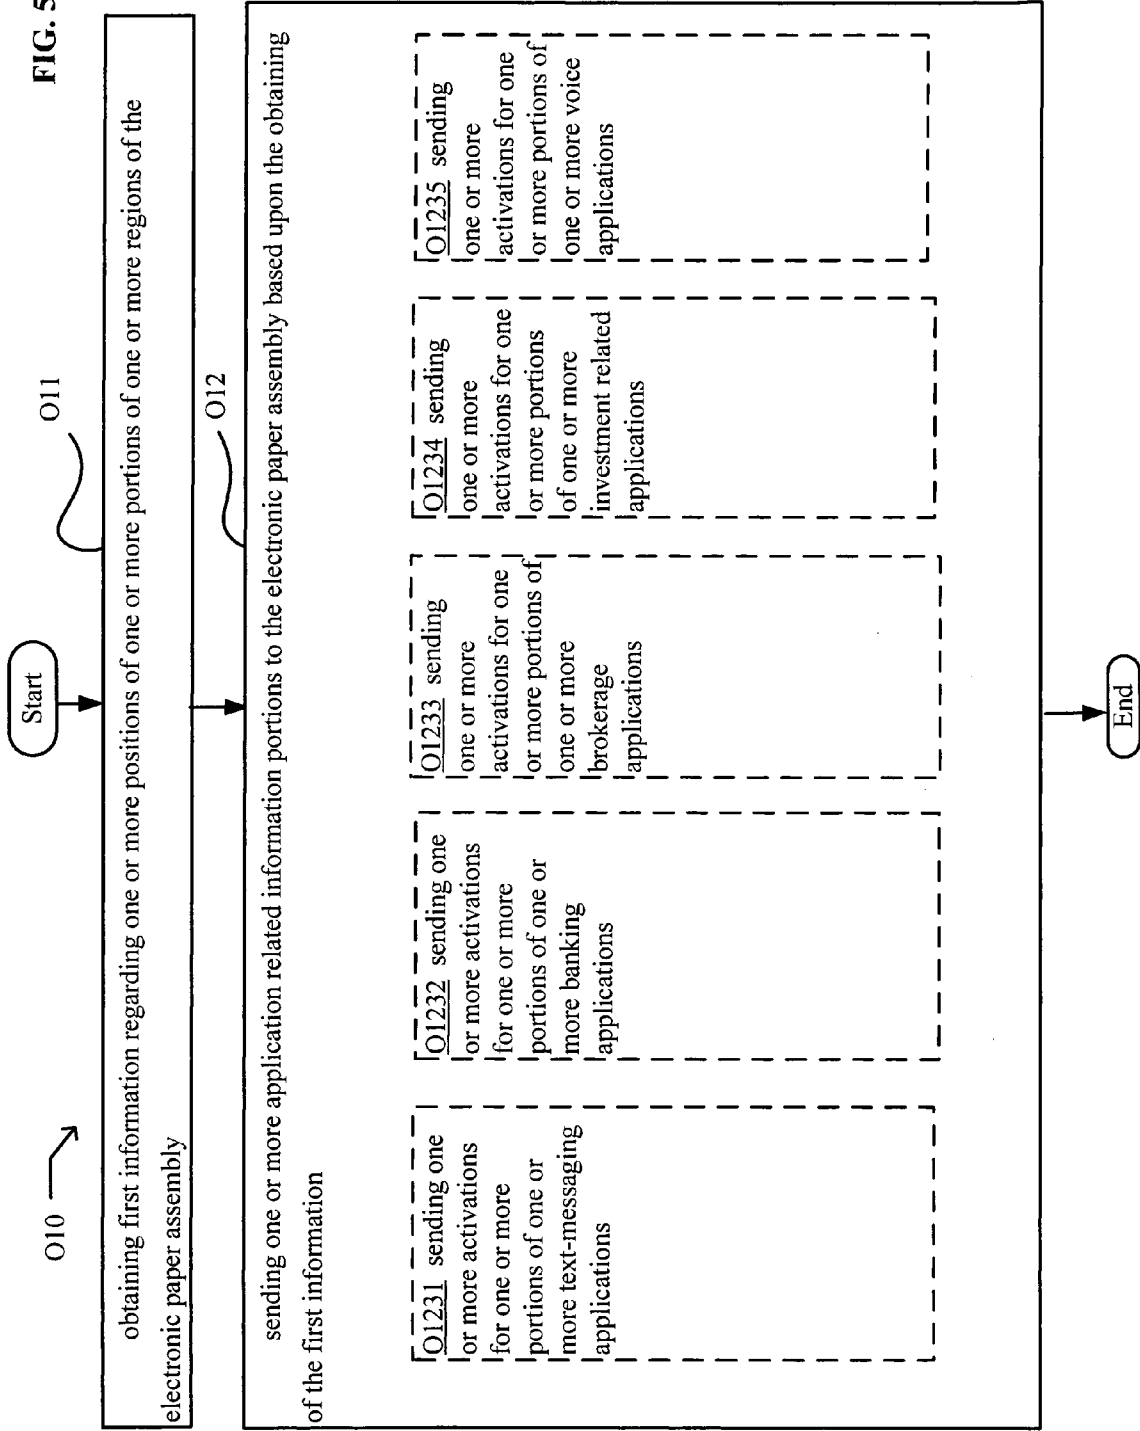 FIG. 5
Start
O10
O11
obtaining first information regarding one or more positions of one or more portions of one or more regions of the
electronic paper assembly
O12
sending one or more application related information portions to the electronic paper assembly based upon the obtaining
of the first information
O1231 sending one
or more activations
for one or more
portions of one or
more text-messaging
applications
O1232 sending one
or more activations
for one or more
portions of one or
more banking
applications
O1233 sending
one or more
activations for one
or more portions of
one or more
brokerage
applications
O1234 sending
one or more
activations for one
or more portions
of one or more
investment related
applications
O1235 sending
one or more
activations for one
or more portions of
one or more voice
applications
End